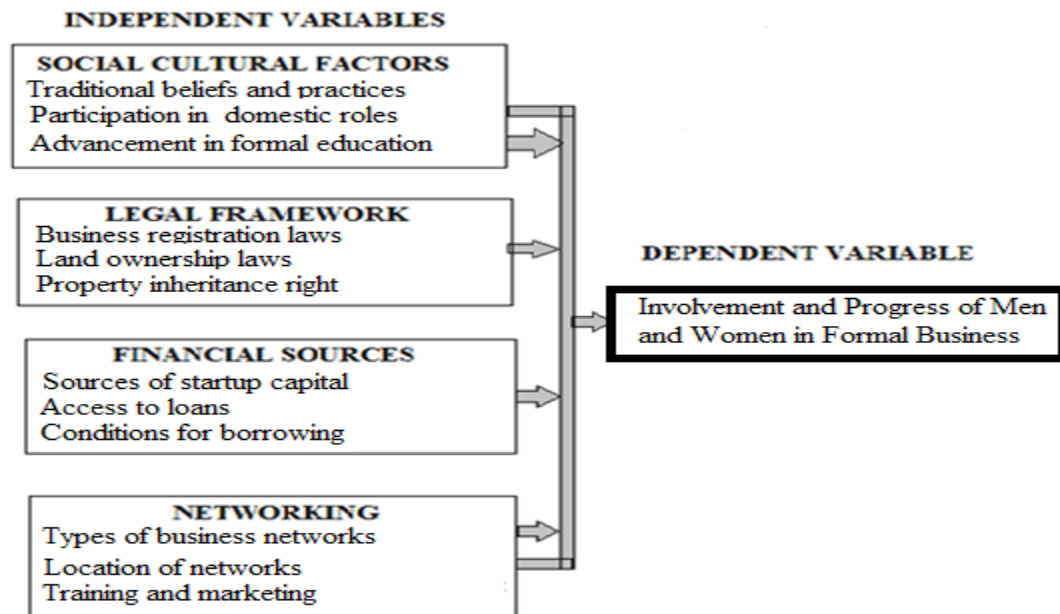 INDEPENDENT VARIABLES
SOCIAL CULTURAL FACTORS
Traditional beliefs and practices
Participation in domestic roles
Advancement in formal education
LEGAL FRAMEWORK
Business registration laws
Land ownership laws
Property inheritance right
DEPENDENT VARIABLE
Involvement and Progress of Men
and Women in Formal Business
FINANCIAL SOURCES
Sources of startup capital
Access to loans
Conditions for borrowing
NETWORKING
Types of business networks
Location of networks
Training and marketing